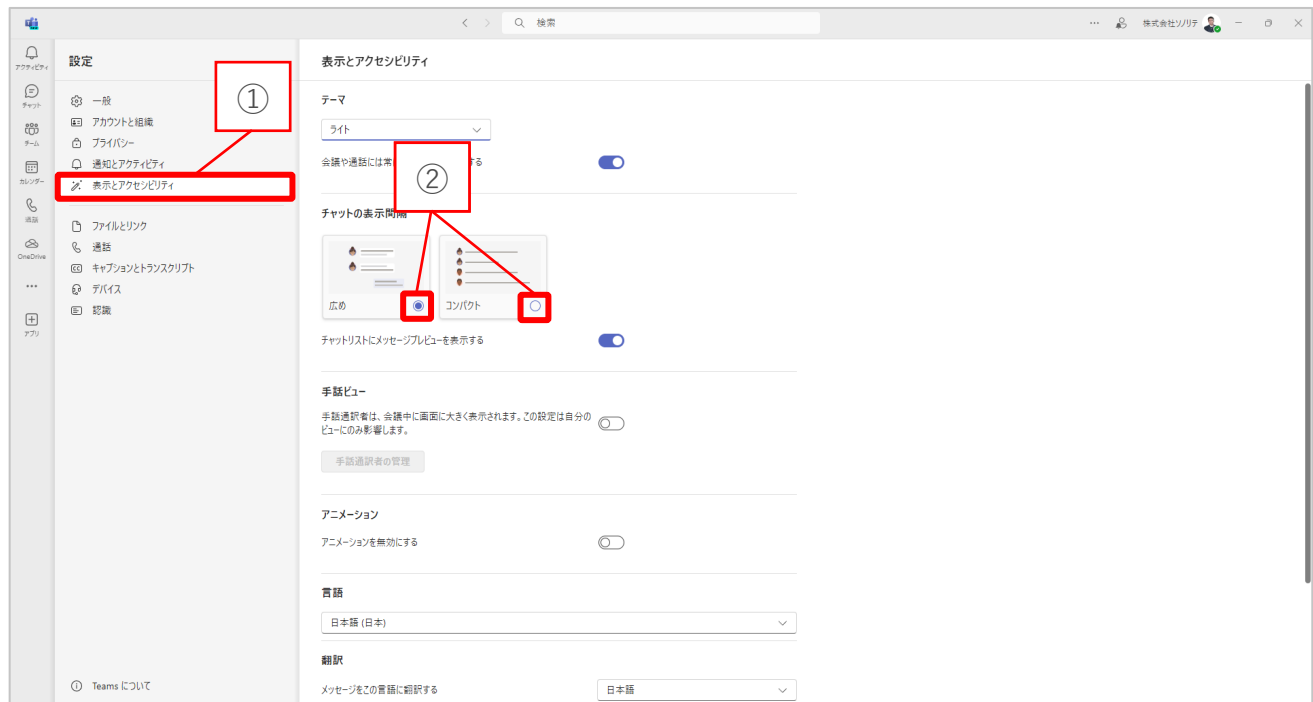 検索
株式会社ソノリテ
アクティビティ
チャット
チーム
カレンダー
通話
OneDrive
アプリ
設定
①
一般
アカウントと組織
プライバシー
通知とアクティビティ
表示とアクセシビリティ
ファイルとリンク
通話
CC キャプションとトランスクリプト
デバイス
認識
Teams について
表示とアクセシビリティ
テーマ
ライト
会議や通話には常に
する
②
チャットの表示間隔
広め
コンパクト
チャットリストにメッセージプレビューを表示する
手話ビュー
手話通訳者は、会議中に画面に大きく表示されます。この設定は自分の
ビューにのみ影響します。
手話通訳者の管理
アニメーション
アニメーションを無効にする
言語
日本語 (日本)
翻訳
メッセージをこの言語に翻訳する
日本語